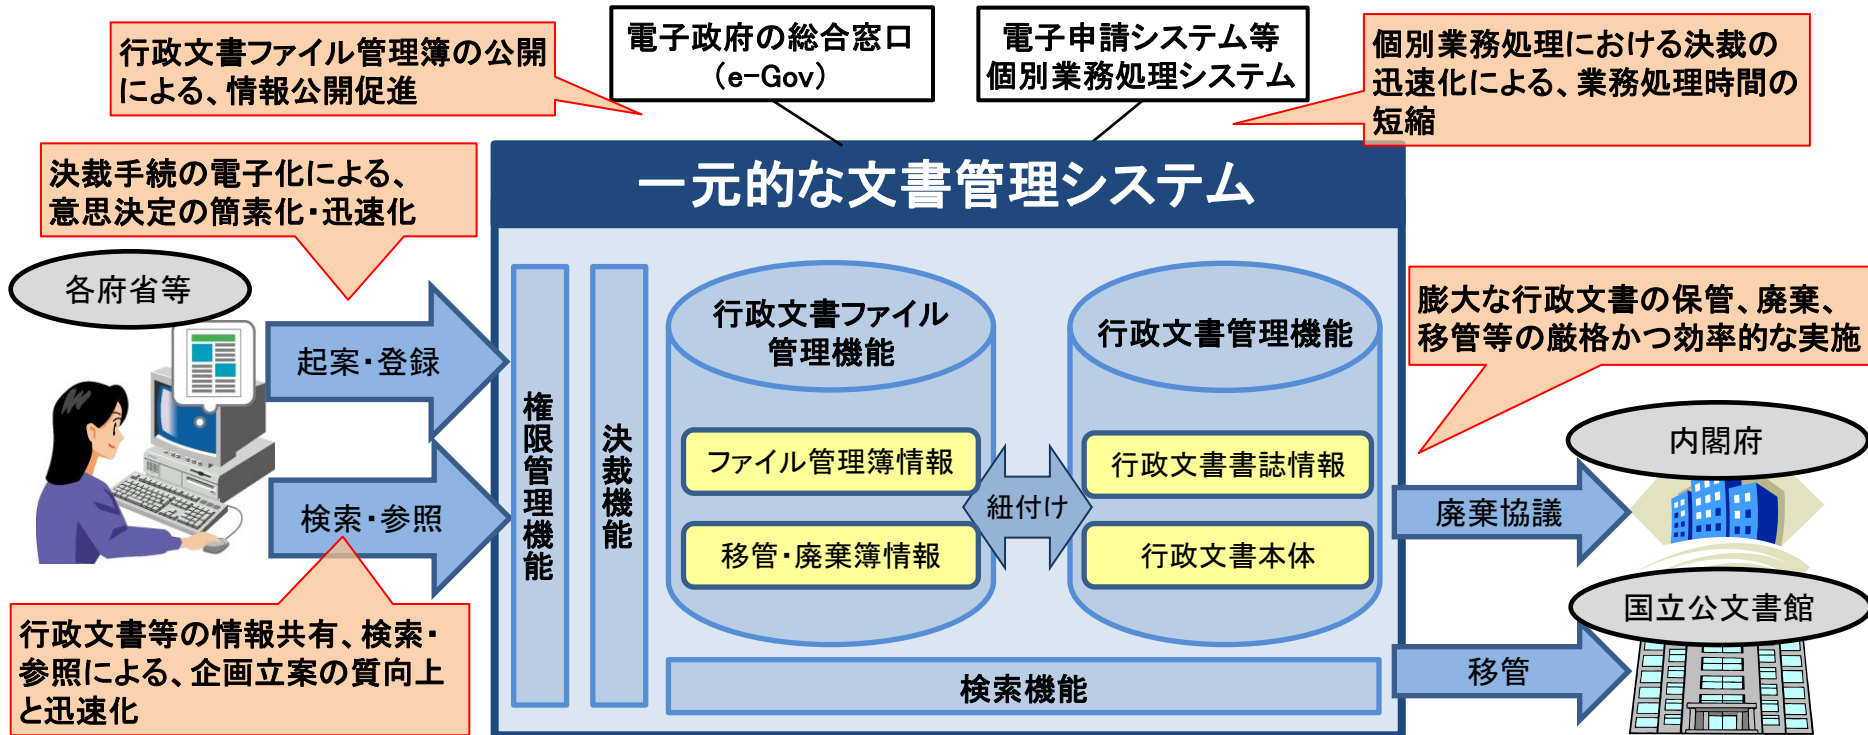 行政文書ファイル管理簿の公開
による、情報公開促進
電子政府の総合窓口
（e-Gov）
電子申請システム等
個別業務処理システム
個別業務処理における決裁の
迅速化による、業務処理時間の
短縮
決裁手続の電子化による、
意思決定の簡素化・迅速化
一元的な文書管理システム
各府省等
起案・登録
検索・参照
行政文書等の情報共有、検索・
参照による、企画立案の質向上
と迅速化
権限管理機能
決裁機能
行政文書ファイル
管理機能
ファイル管理簿情報
移管・廃棄簿情報
紐付け
行政文書管理機能
行政文書書誌情報
行政文書本体
検索機能
膨大な行政文書の保管、廃棄、
移管等の厳格かつ効率的な実施
内閣府
廃棄協議
国立公文書館
移管